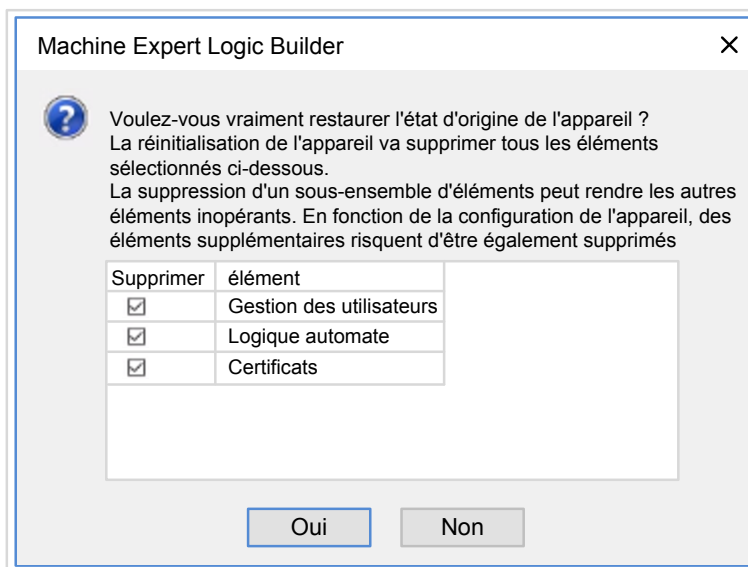 Machine Expert Logic Builder
Voulez-vous vraiment restaurer l'état d'origine de l'appareil ?
La réinitialisation de l'appareil va supprimer tous les éléments
sélectionnés ci-dessous.
La suppression d'un sous-ensemble d'éléments peut rendre les autres
éléments inopérants. En fonction de la configuration de l'appareil, des
éléments supplémentaires risquent d'être également supprimés
Supprimer élément
Gestion des utilisateurs
Logique automate
Certificats
Oui Non